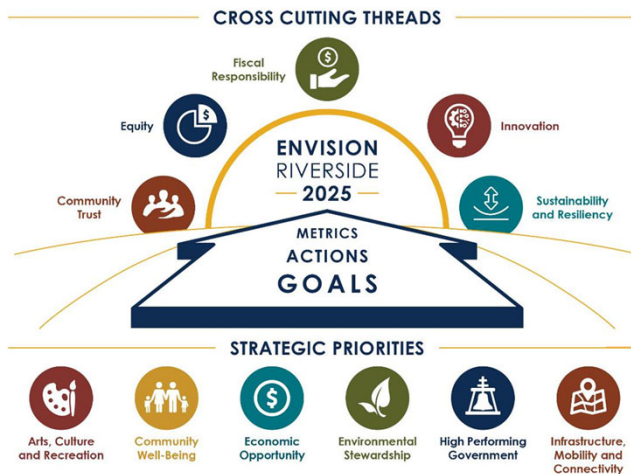 CROSS CUTTING THREADS
Fiscal
Responsibility
$
Equity
$
Innovation
Community
Trust
Sustainability
and Resiliency
ENVISION
RIVERSIDE
2025
METRICS
ACTIONS
GOALS
STRATEGIC PRIORITIES
$
Arts, Culture
and Recreation
Community
Well-Being
Economic
Opportunity
Environmental
Stewardship
High Performing
Government
Infrastructure,
Mobility and
Connectivity